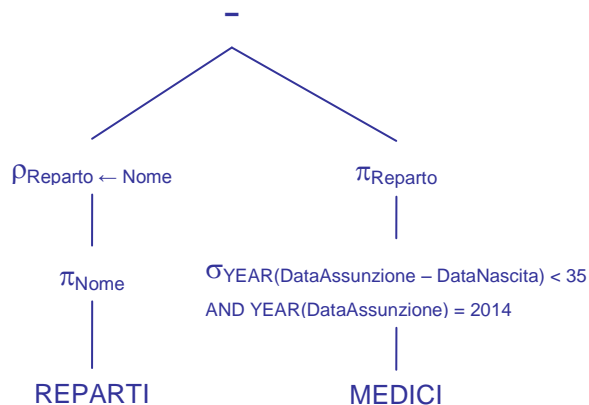 –
ρReparto ← Nome
πReparto
πNome
σYEAR(DataAssunzione – DataNascita) < 35
AND YEAR(DataAssunzione) = 2014
REPARTI
MEDICI